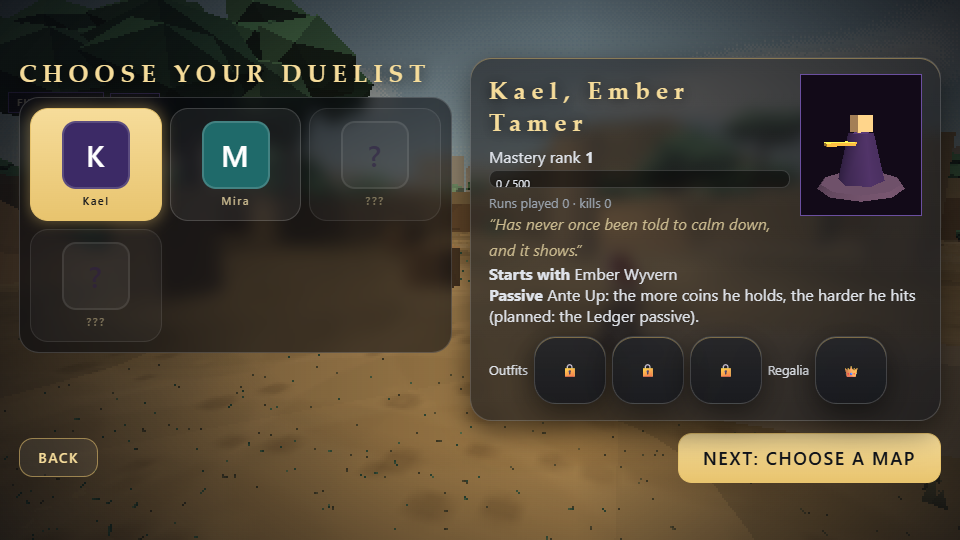 CHOOSE YOUR DUELIST
K
Kael
M
Mira
?
???
?
???
Kael, Ember
Tamer
Mastery rank 1
0 / 500
Runs played 0 · kills 0
“Has never once been told to calm down,
and it shows.”
Starts with Ember Wyvern
Passive Ante Up: the more coins he holds, the harder he hits
(planned: the Ledger passive).
Outfits
Regalia
BACK
NEXT: CHOOSE A MAP